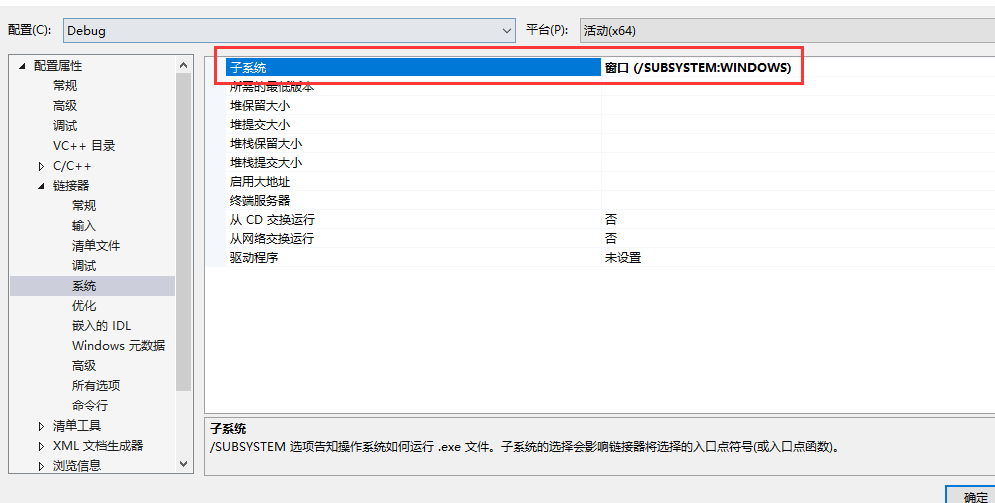 配置(C):
Debug
平台(P):
活动(x64)
配置属性
常规
高级
调试
VC++ 目录
C/C++
链接器
常规
输入
清单文件
调试
系统
优化
嵌入的 IDL
Windows 元数据
高级
所有选项
命令行
清单工具
XML 文档生成器
浏览信息
子系统 窗口 (/SUBSYSTEM:WINDOWS)
所需的最低版本
堆保留大小
堆提交大小
堆栈保留大小
堆栈提交大小
启用大地址
终端服务器
从 CD 交换运行 否
从网络交换运行 否
驱动程序 未设置
子系统
/SUBSYSTEM 选项告知操作系统如何运行 .exe 文件。子系统的选择会影响链接器将选择的入口点符号(或入口点函数)。
确定